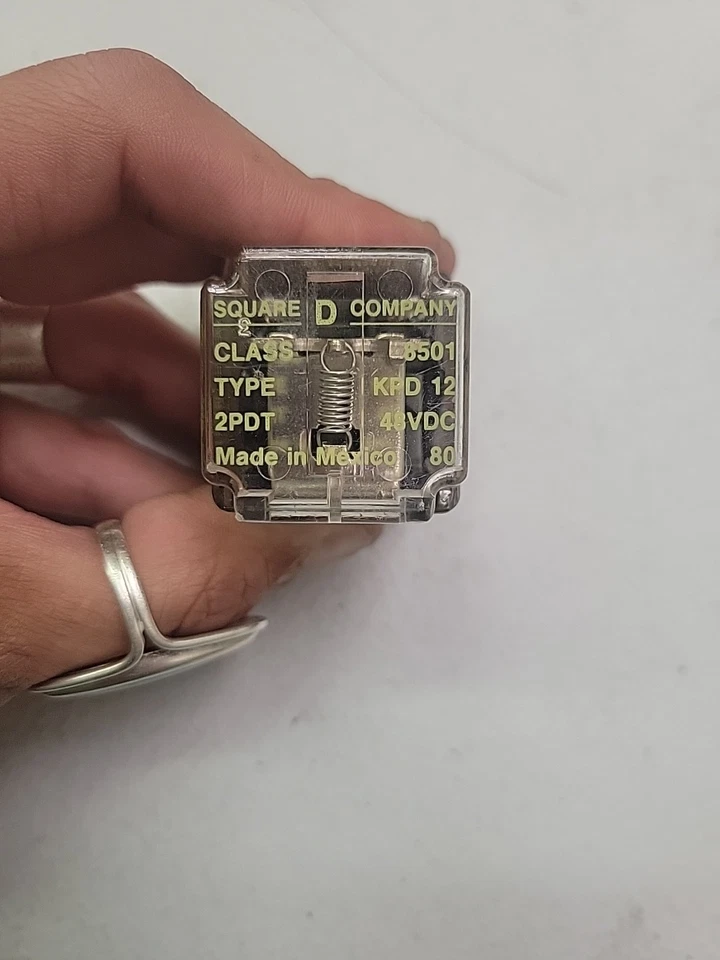 SQUARE D COMPANY
CLASS 8501
TYPE KPD 12
2PDT 48VDC
Made in Mexico 80